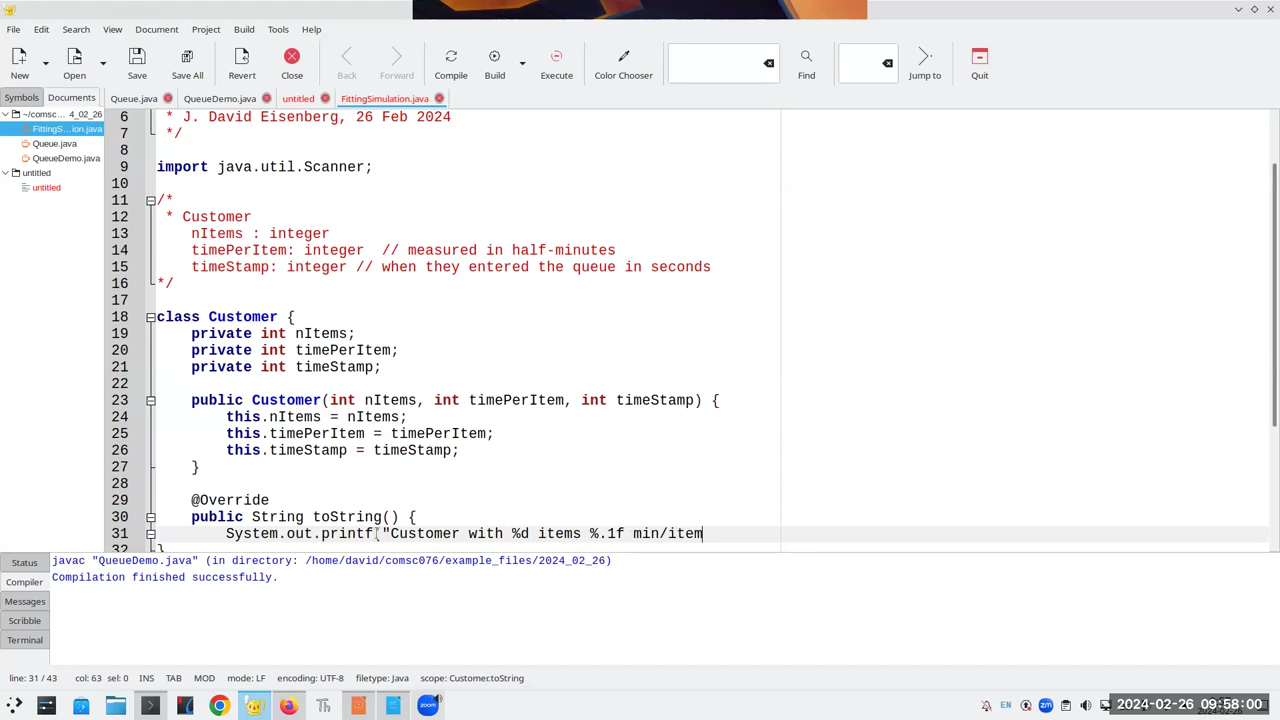 File Edit Search View Document Project Build Tools Help
New Open Save Save All Revert Close Back Forward Compile Build Execute Color Chooser Find Jump to Quit
Symbols Documents Queue.java QueueDemo.java untitled FittingSimulation.java
~/comsc... 4_02_26
FittingS...ion.java
Queue.java
QueueDemo.java
untitled
untitled
6 * J. David Eisenberg, 26 Feb 2024
7 */
8
9 import java.util.Scanner;
10
11 /*
12 * Customer
13 nItems : integer
14 timePerItem: integer // measured in half-minutes
15 timeStamp: integer // when they entered the queue in seconds
16 */
17
18 class Customer {
19 private int nItems;
20 private int timePerItem;
21 private int timeStamp;
22
23 public Customer(int nItems, int timePerItem, int timeStamp) {
24 this.nItems = nItems;
25 this.timePerItem = timePerItem;
26 this.timeStamp = timeStamp;
27 }
28
29 @Override
30 public String toString() {
31 System.out.printf("Customer with %d items %.1f min/item
32 }
Status
Compiler
Messages
Scribble
Terminal
javac "QueueDemo.java" (in directory: /home/david/comsc076/example_files/2024_02_26)
Compilation finished successfully.
line: 31 / 43 col: 63 sel: 0 INS TAB MOD mode: LF encoding: UTF-8 filetype: Java scope: Customer.toString
Th zoom EN zm 2024-02-26 09:58:00